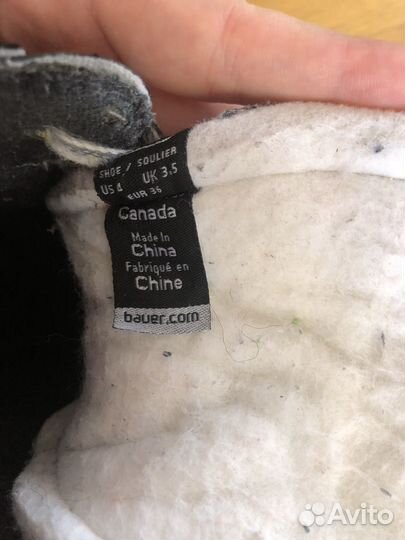 SHOE / SOULIER
US 4 UK 3.5
EUR 36
Canada
Made in
China
Fabriqué en
Chine
bauer.com
Avito